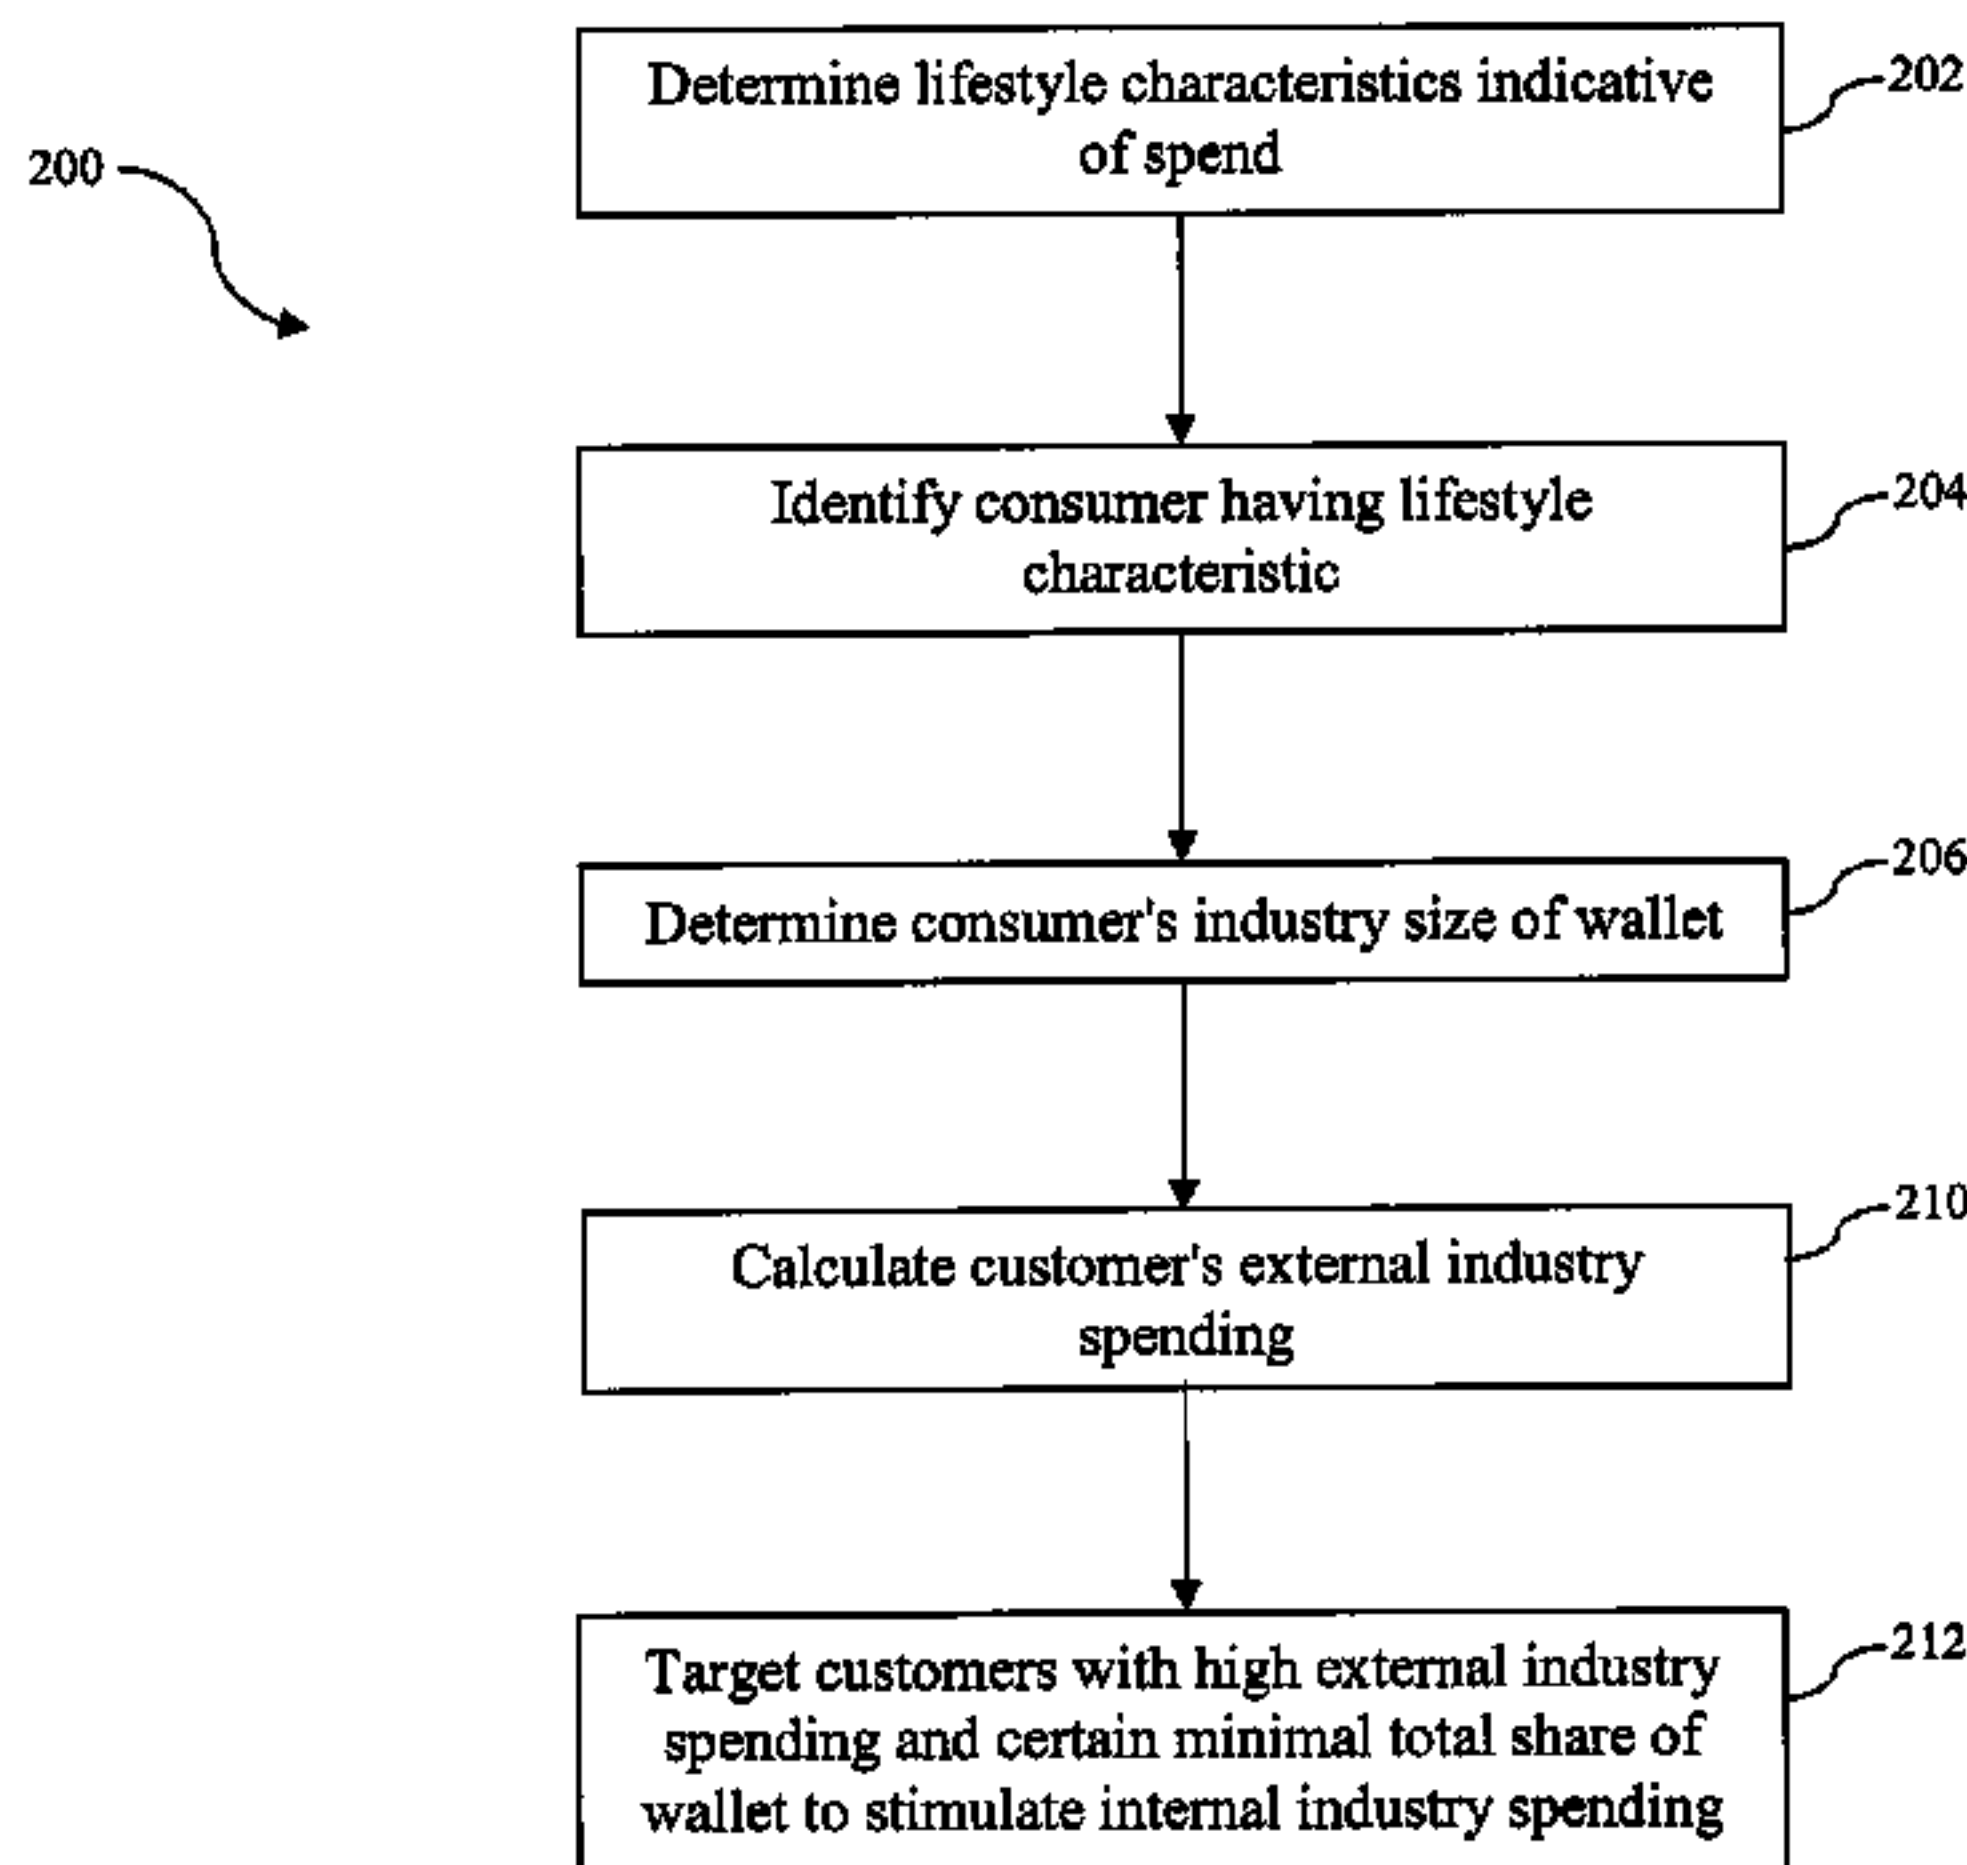 Determine lifestyle characteristics indicative
of spend
202
200
Identify consumer having lifestyle
characteristic
204
206
Determine consumer's industry size of wallet
210
Calculate customer's external industry
spending
212
Target customers with high external industry
spending and certain minimal total share of
wallet to stimulate internal industry spending